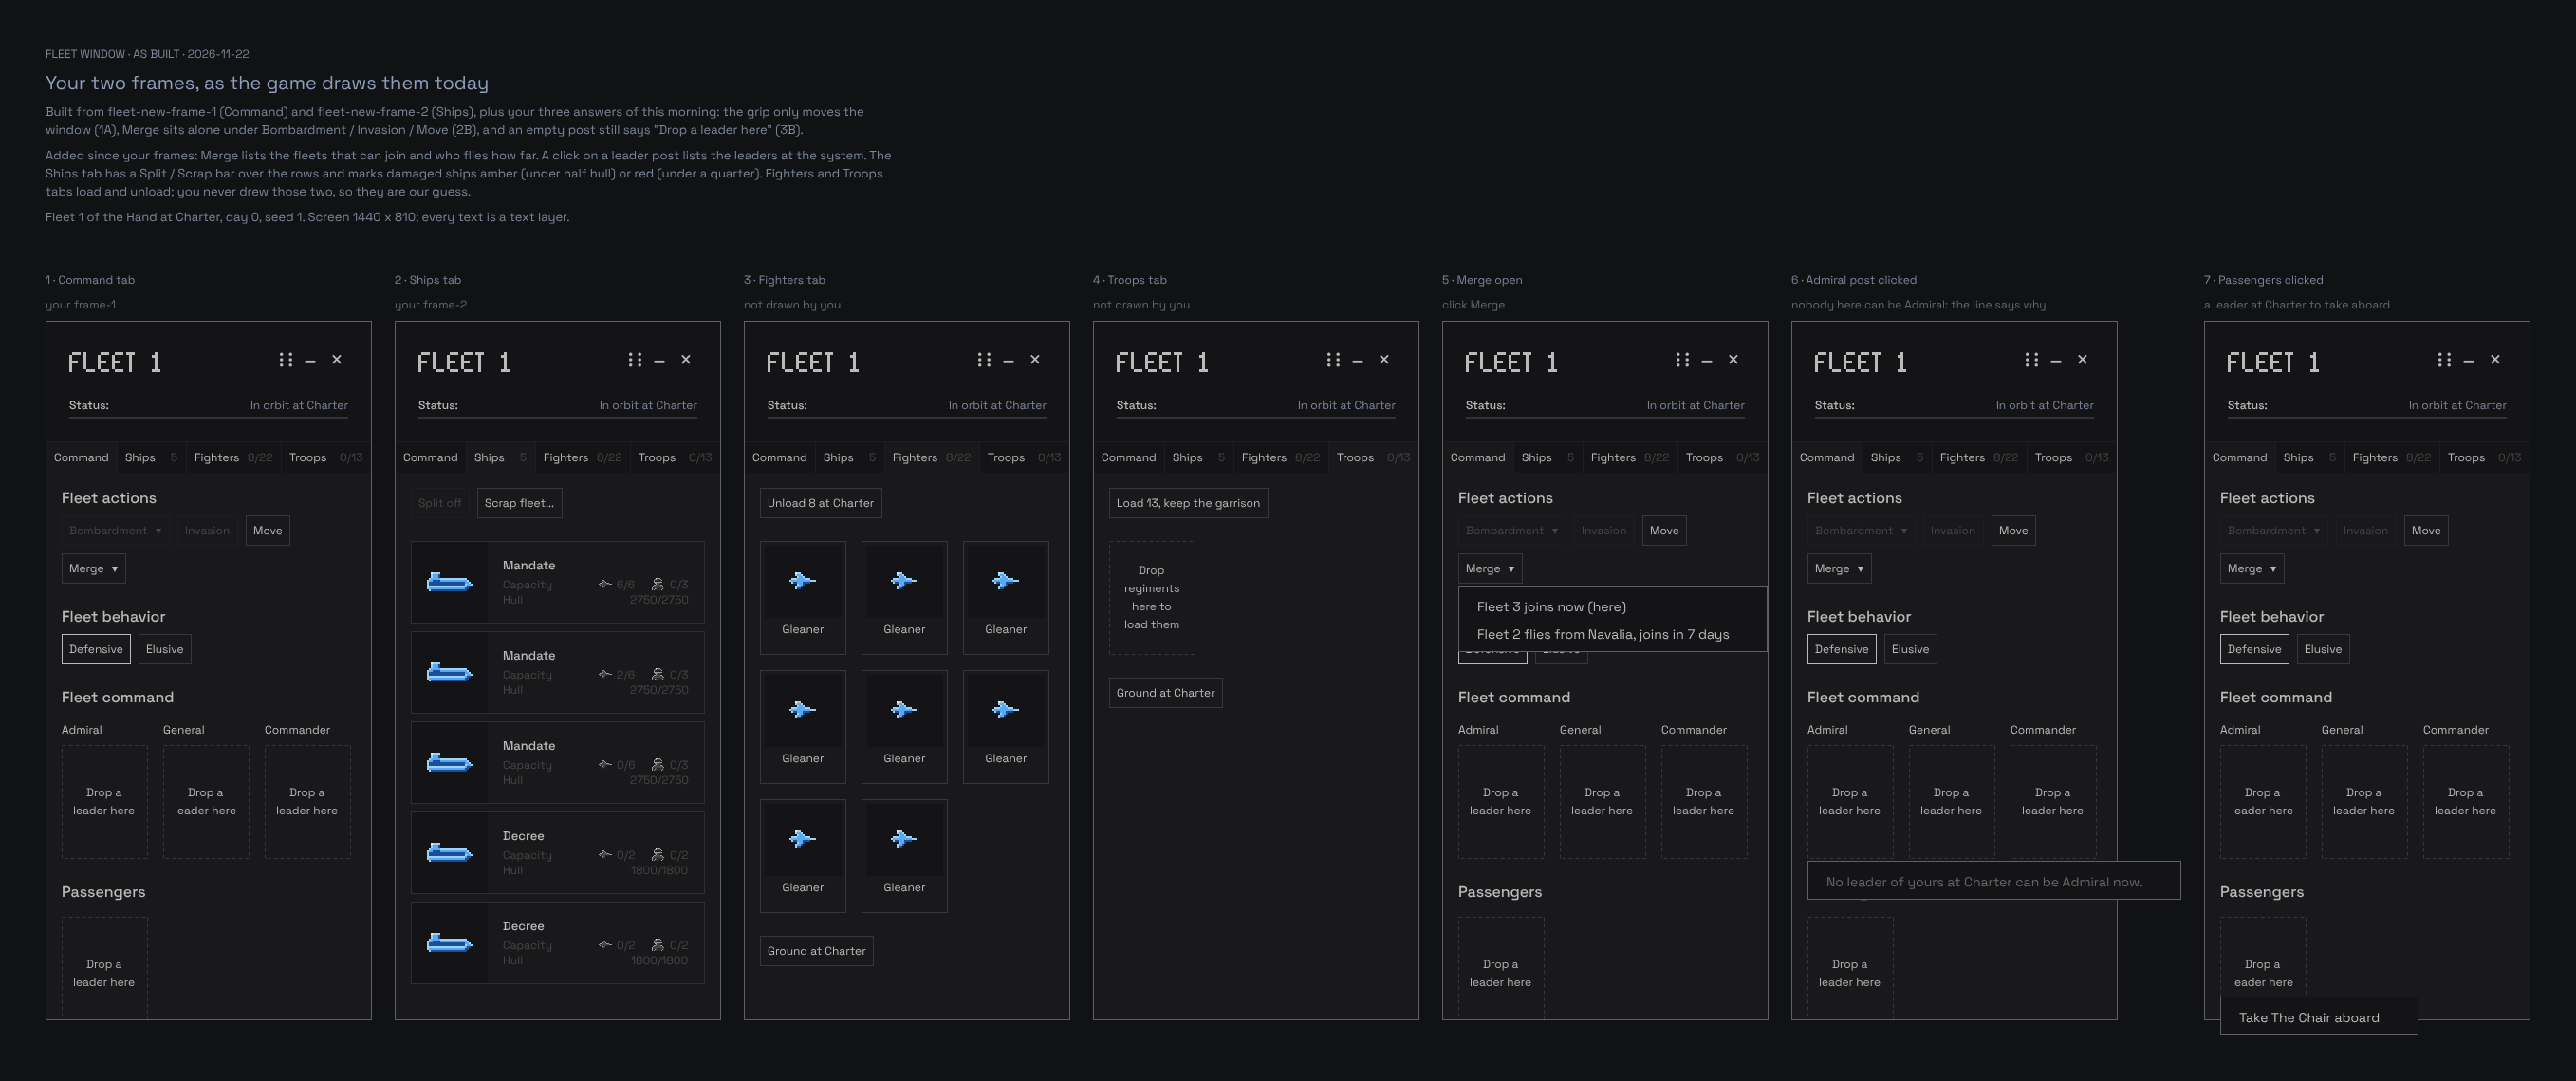 FLEET WINDOW · AS BUILT · 2026-11-22
Your two frames, as the game draws them today
Built from fleet-new-frame-1 (Command) and fleet-new-frame-2 (Ships), plus your three answers of this morning: the grip only moves the
window (1A), Merge sits alone under Bombardment / Invasion / Move (2B), and an empty post still says "Drop a leader here" (3B).
Added since your frames: Merge lists the fleets that can join and who flies how far. A click on a leader post lists the leaders at the system. The
Ships tab has a Split / Scrap bar over the rows and marks damaged ships amber (under half hull) or red (under a quarter). Fighters and Troops
tabs load and unload; you never drew those two, so they are our guess.
Fleet 1 of the Hand at Charter, day 0, seed 1. Screen 1440 x 810; every text is a text layer.
1 · Command tab
your frame-1
FLEET 1
– ×
Status: In orbit at Charter
Command Ships 5 Fighters 8/22 Troops 0/13
Fleet actions
Bombardment ▾ Invasion Move
Merge ▾
Fleet behavior
Defensive Elusive
Fleet command
Admiral General Commander
Drop a Drop a Drop a
leader here leader here leader here
Passengers
Drop a
leader here
2 · Ships tab
your frame-2
FLEET 1
– ×
Status: In orbit at Charter
Command Ships 5 Fighters 8/22 Troops 0/13
Split off Scrap fleet...
Mandate
Capacity 6/6 0/3
Hull 2750/2750
Mandate
Capacity 2/6 0/3
Hull 2750/2750
Mandate
Capacity 0/6 0/3
Hull 2750/2750
Decree
Capacity 0/2 0/2
Hull 1800/1800
Decree
Capacity 0/2 0/2
Hull 1800/1800
3 · Fighters tab
not drawn by you
FLEET 1
– ×
Status: In orbit at Charter
Command Ships 5 Fighters 8/22 Troops 0/13
Unload 8 at Charter
Gleaner Gleaner Gleaner
Gleaner Gleaner Gleaner
Gleaner Gleaner
Ground at Charter
4 · Troops tab
not drawn by you
FLEET 1
– ×
Status: In orbit at Charter
Command Ships 5 Fighters 8/22 Troops 0/13
Load 13, keep the garrison
Drop
regiments
here to
load them
Ground at Charter
5 · Merge open
click Merge
FLEET 1
– ×
Status: In orbit at Charter
Command Ships 5 Fighters 8/22 Troops 0/13
Fleet actions
Bombardment ▾ Invasion Move
Merge ▾
Fleet 3 joins now (here)
Fleet 2 flies from Navalia, joins in 7 days
Defensive Elusive
Fleet command
Admiral General Commander
Drop a Drop a Drop a
leader here leader here leader here
Passengers
Drop a
leader here
6 · Admiral post clicked
nobody here can be Admiral: the line says why
FLEET 1
– ×
Status: In orbit at Charter
Command Ships 5 Fighters 8/22 Troops 0/13
Fleet actions
Bombardment ▾ Invasion Move
Merge ▾
Fleet behavior
Defensive Elusive
Fleet command
Admiral General Commander
Drop a Drop a Drop a
leader here leader here leader here
No leader of yours at Charter can be Admiral now.
Drop a
leader here
7 · Passengers clicked
a leader at Charter to take aboard
FLEET 1
– ×
Status: In orbit at Charter
Command Ships 5 Fighters 8/22 Troops 0/13
Fleet actions
Bombardment ▾ Invasion Move
Merge ▾
Fleet behavior
Defensive Elusive
Fleet command
Admiral General Commander
Drop a Drop a Drop a
leader here leader here leader here
Passengers
Drop a
leader here
Take The Chair aboard